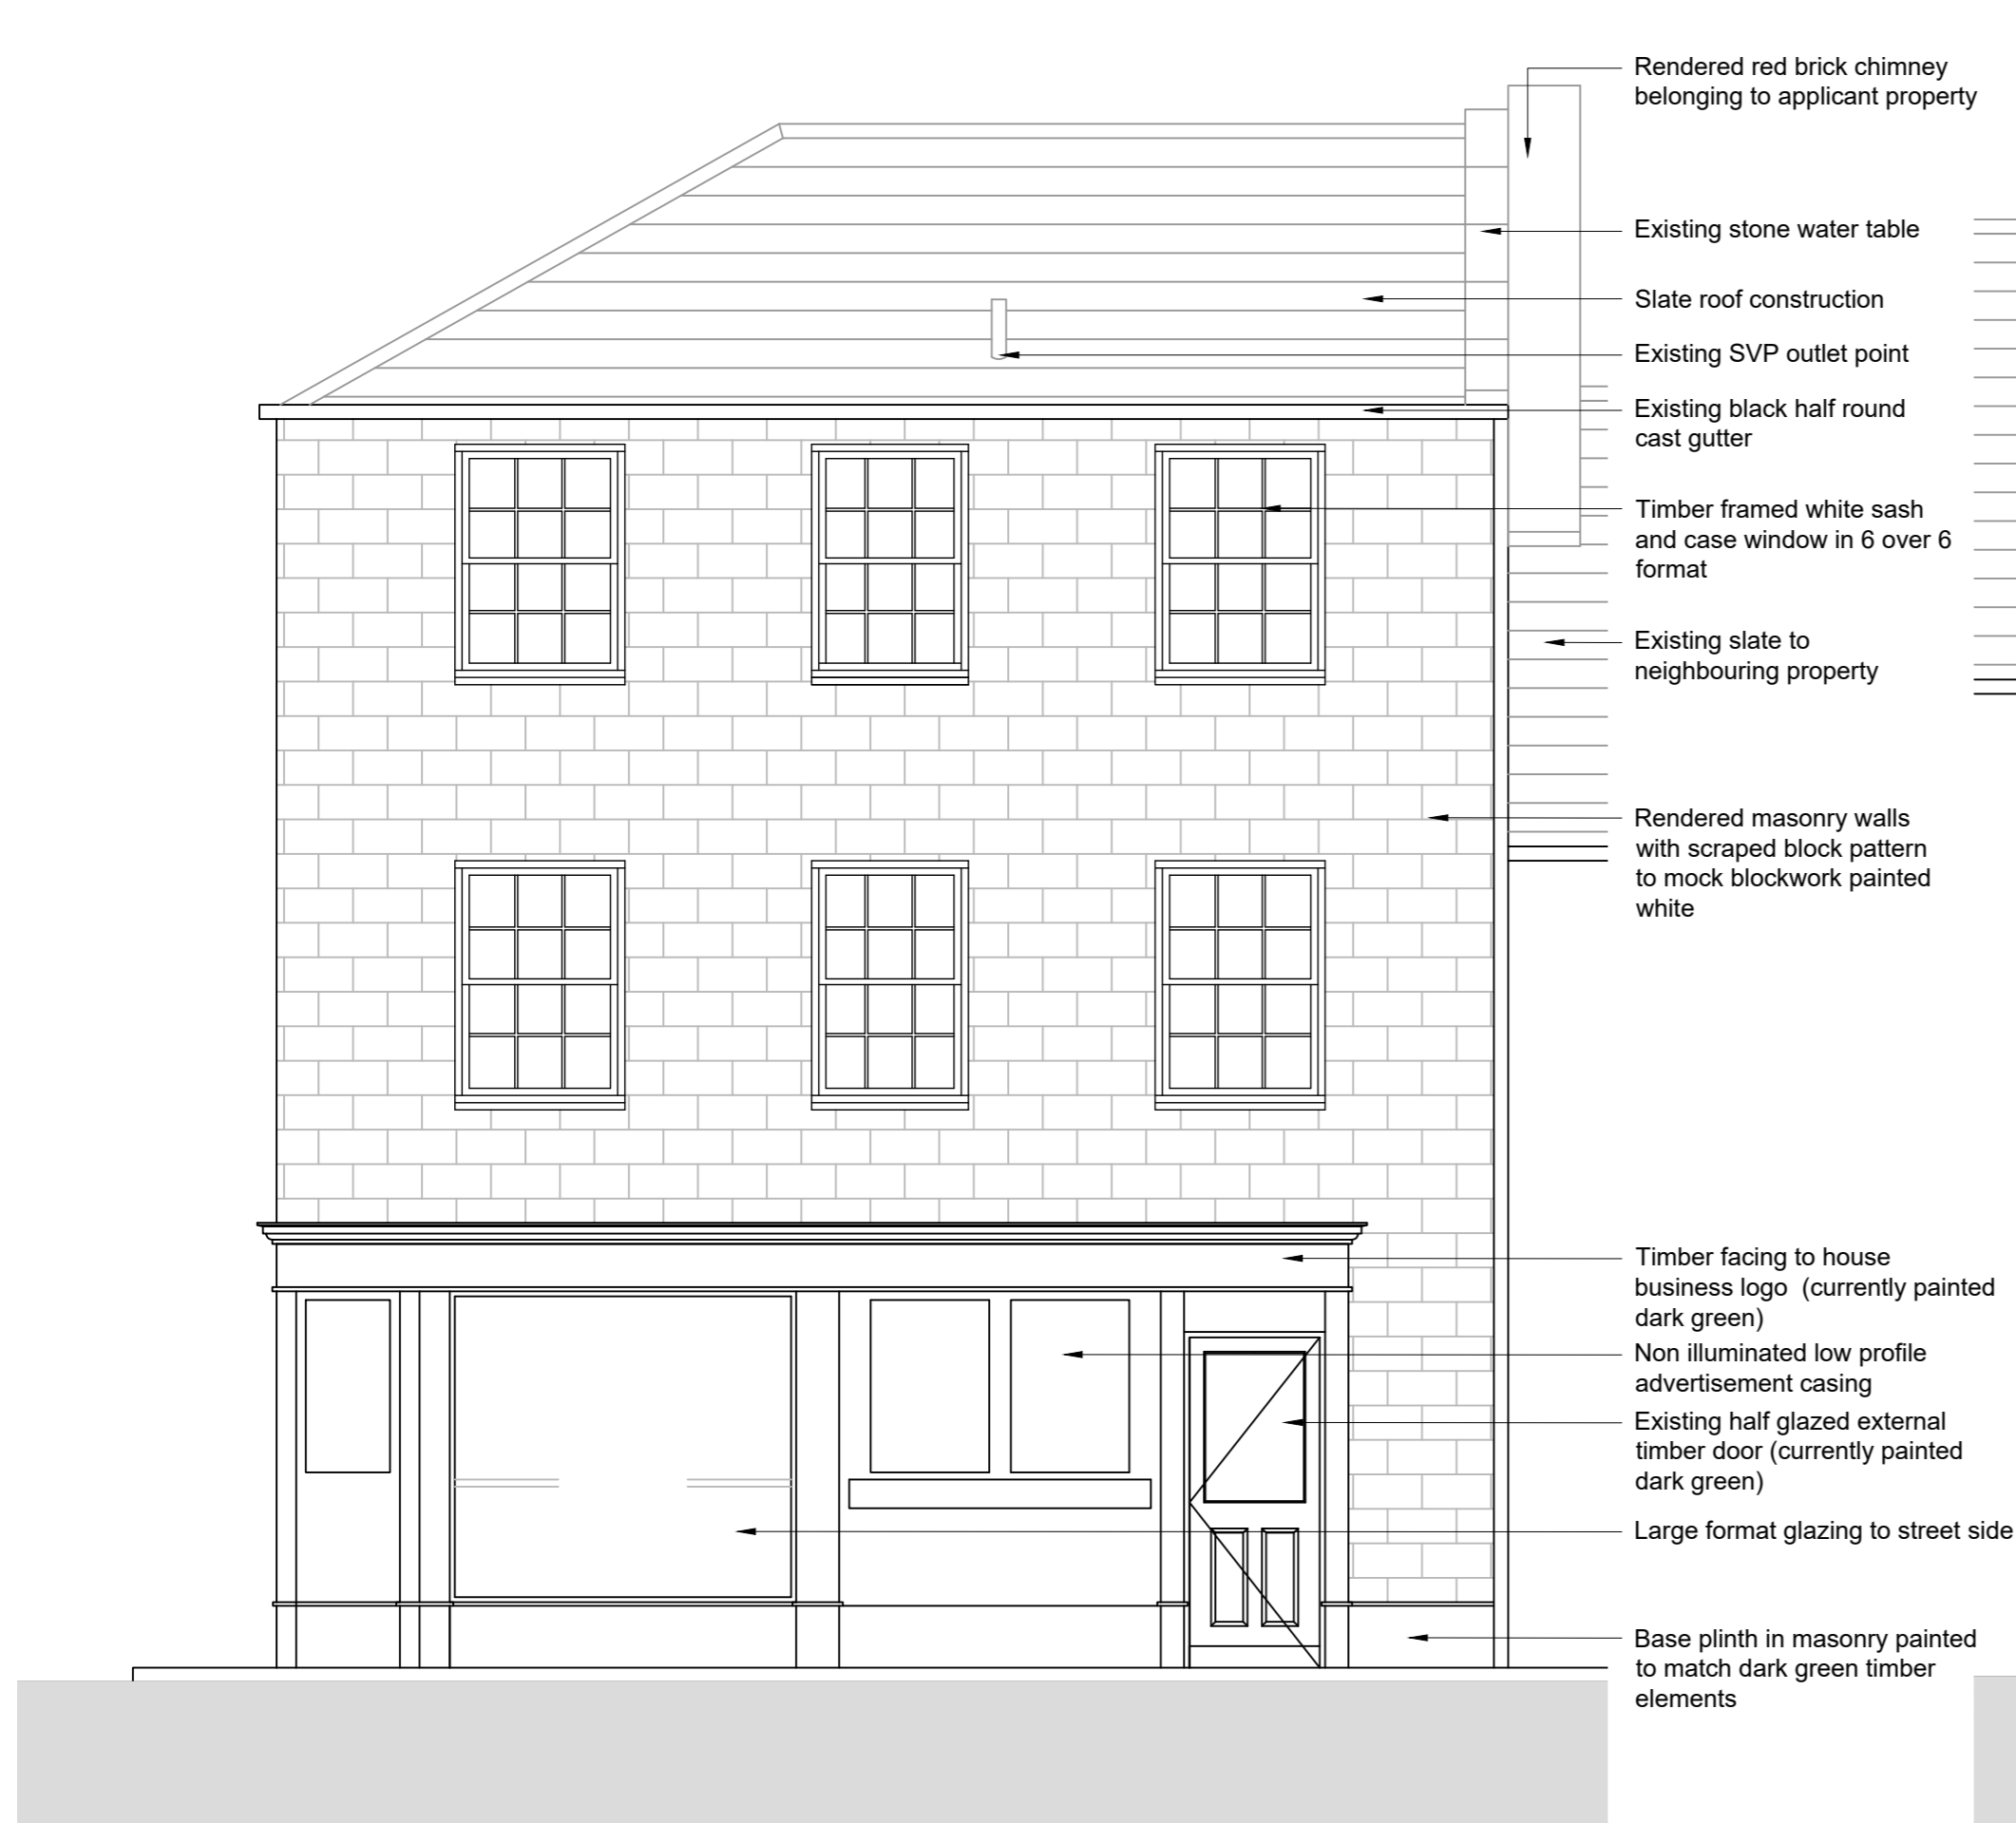 Rendered red brick chimney
belonging to applicant property
Existing stone water table
Slate roof construction
Existing SVP outlet point
Existing black half round
cast gutter
Timber framed white sash
and case window in 6 over 6
format
Existing slate to
neighbouring property
Rendered masonry walls
with scraped block pattern
to mock blockwork painted
white
Timber facing to house
business logo  (currently painted
dark green)
Non illuminated low profile
advertisement casing
Existing half glazed external
timber door (currently painted
dark green)
Large format glazing to street side
Base plinth in masonry painted
to match dark green timber
elements